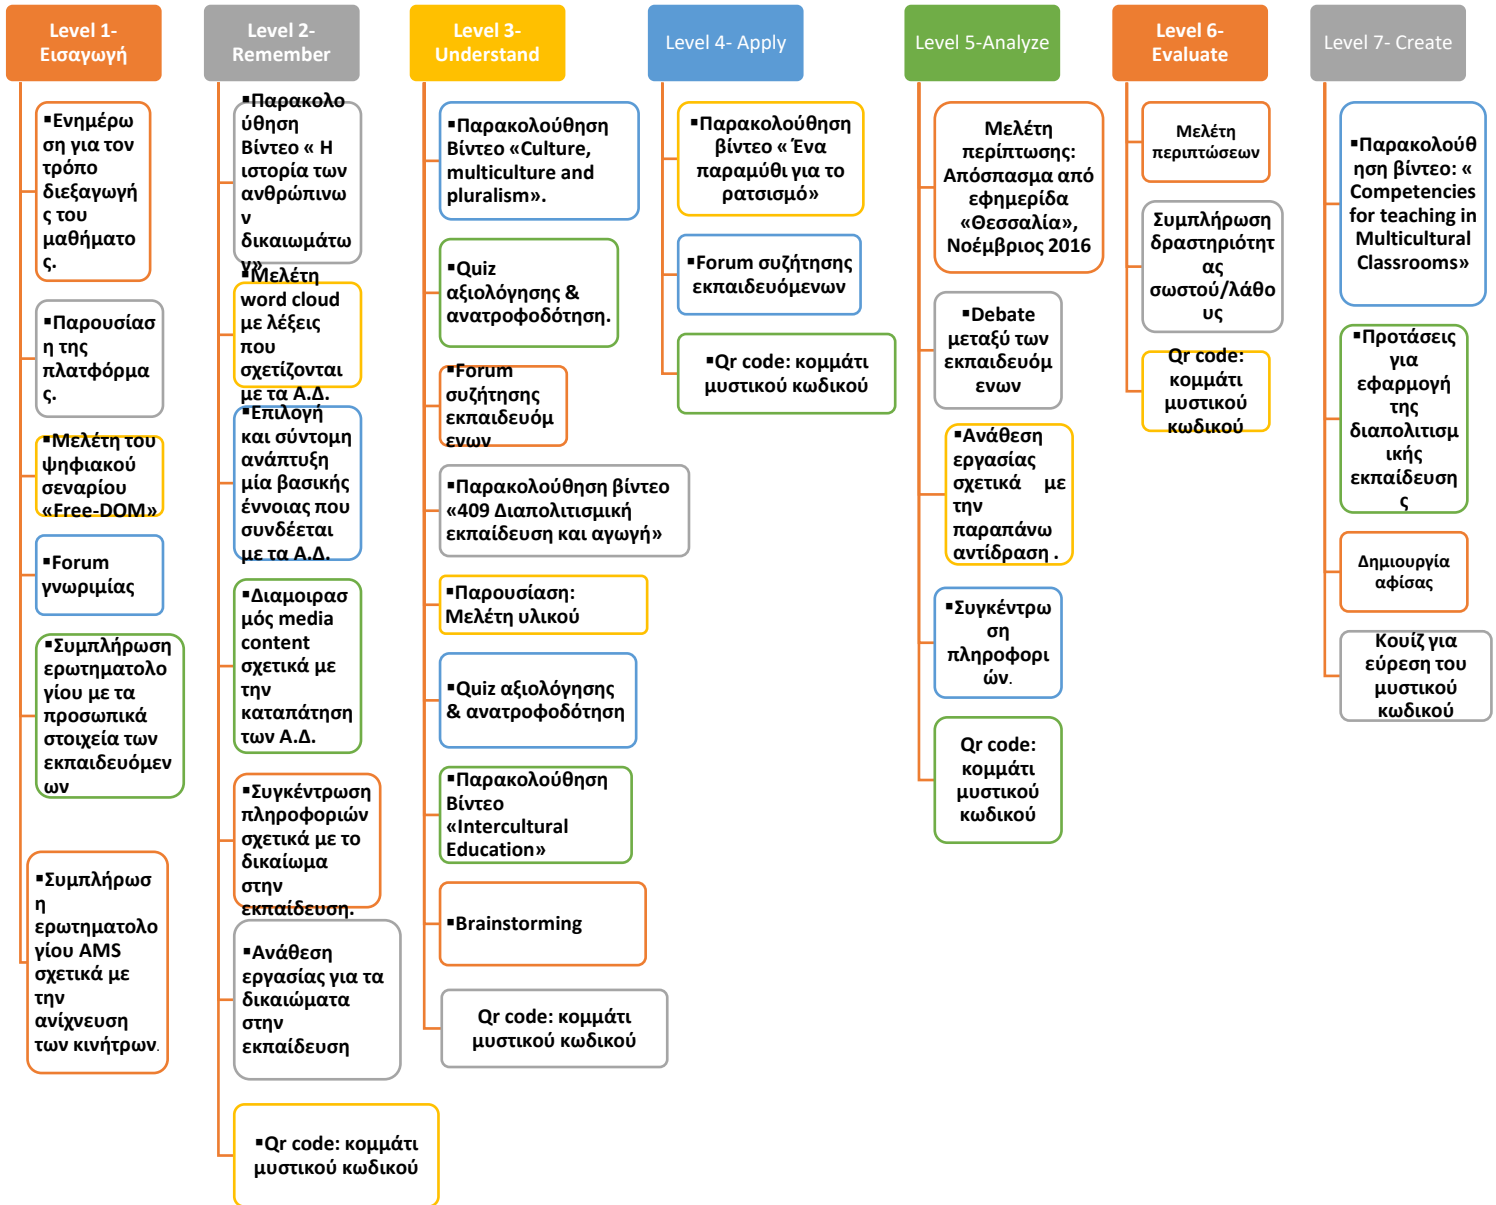 Level 1-
Εισαγωγή
▪Ενημέρω
ση για τον
τρόπο
διεξαγωγή
ς του
μαθήματο
ς.
▪Παρουσίασ
η της
πλατφόρμα
ς.
▪Μελέτη του
ψηφιακού
σεναρίου
«Free-DOM»
▪Forum
γνωριμίας
▪Συμπλήρωση
ερωτηματολο
γίου με τα
προσωπικά
στοιχεία των
εκπαιδευόμεν
ων
▪Συμπλήρωσ
η
ερωτηματολο
γίου AMS
σχετικά με
την
ανίχνευση
των κινήτρων.
Level 2-
Remember
▪Παρακολο
ύθηση
Βίντεο « Η
ιστορία των
ανθρώπινω
ν
δικαιωμάτω
ν»
▪Μελέτη
word cloud
με λέξεις
που
σχετίζονται
με τα Α.Δ.
▪Επιλογή
και σύντομη
ανάπτυξη
μία βασικής
έννοιας που
συνδέεται
με τα Α.Δ.
▪Διαμοιρασ
μός media
content
σχετικά με
την
καταπάτηση
των Α.Δ.
▪Συγκέντρωση
πληροφοριών
σχετικά με το
δικαίωμα
στην
εκπαίδευση.
▪Ανάθεση
εργασίας για τα
δικαιώματα
στην
εκπαίδευση
▪Qr code: κομμάτι
μυστικού κωδικού
Level 3-
Understand
▪Παρακολούθηση
Βίντεο «Culture,
multiculture and
pluralism».
▪Quiz
αξιολόγησης &
ανατροφοδότηση.
▪Forum
συζήτησης
εκπαιδευόμ
ενων
▪Παρακολούθηση βίντεο
«409 Διαπολιτισμική
εκπαίδευση και αγωγή»
▪Παρουσίαση:
Μελέτη υλικού
▪Quiz αξιολόγησης
& ανατροφοδότηση
▪Παρακολούθηση
Βίντεο
«Intercultural
Education»
▪Brainstorming
Qr code: κομμάτι
μυστικού κωδικού
Level 4- Apply
▪Παρακολούθηση
βίντεο « Ένα
παραμύθι για το
ρατσισμό»
▪Forum συζήτησης
εκπαιδευόμενων
▪Qr code: κομμάτι
μυστικού κωδικού
Level 5-Analyze
Μελέτη
περίπτωσης:
Απόσπασμα από
εφημερίδα
«Θεσσαλία»,
Νοέμβριος 2016
▪Debate
μεταξύ των
εκπαιδευόμ
ενων
▪Ανάθεση
εργασίας
σχετικά με
την
παραπάνω
αντίδραση .
▪Συγκέντρω
ση
πληροφορι
ών.
Qr code:
κομμάτι
μυστικού
κωδικού
Level 6-
Evaluate
Μελέτη
περιπτώσεων
Συμπλήρωση
δραστηριότητ
ας
σωστού/λάθο
υς
Qr code:
κομμάτι
μυστικού
κωδικού
Level 7- Create
▪Παρακολούθ
ηση βίντεο: «
Competencies
for teaching in
Multicultural
Classrooms»
▪Προτάσεις
για
εφαρμογή
της
διαπολιτισμ
ικής
εκπαίδευση
ς
Δημιουργία
αφίσας
Κουίζ για
εύρεση του
μυστικού
κωδικού